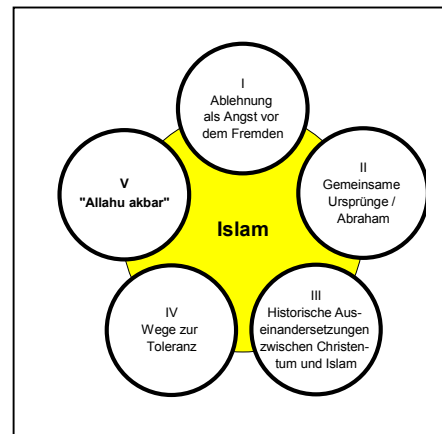 I
Ablehnung
als Angst vor
dem Fremden
II
Gemeinsame
Ursprünge /
Abraham
III
Historische Aus-
einandersetzungen
zwischen Christen-
tum und Islam
IV
Wege zur
Toleranz
V
"Allahu akbar"
Islam